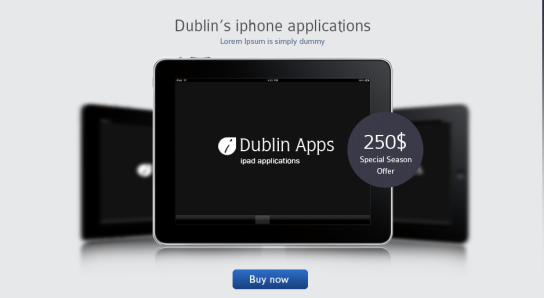 Dublin's iphone applications
Lorem Ipsum is simply dummy
Dublin Apps
ipad applications
250$
Special Season
Offer
Buy now